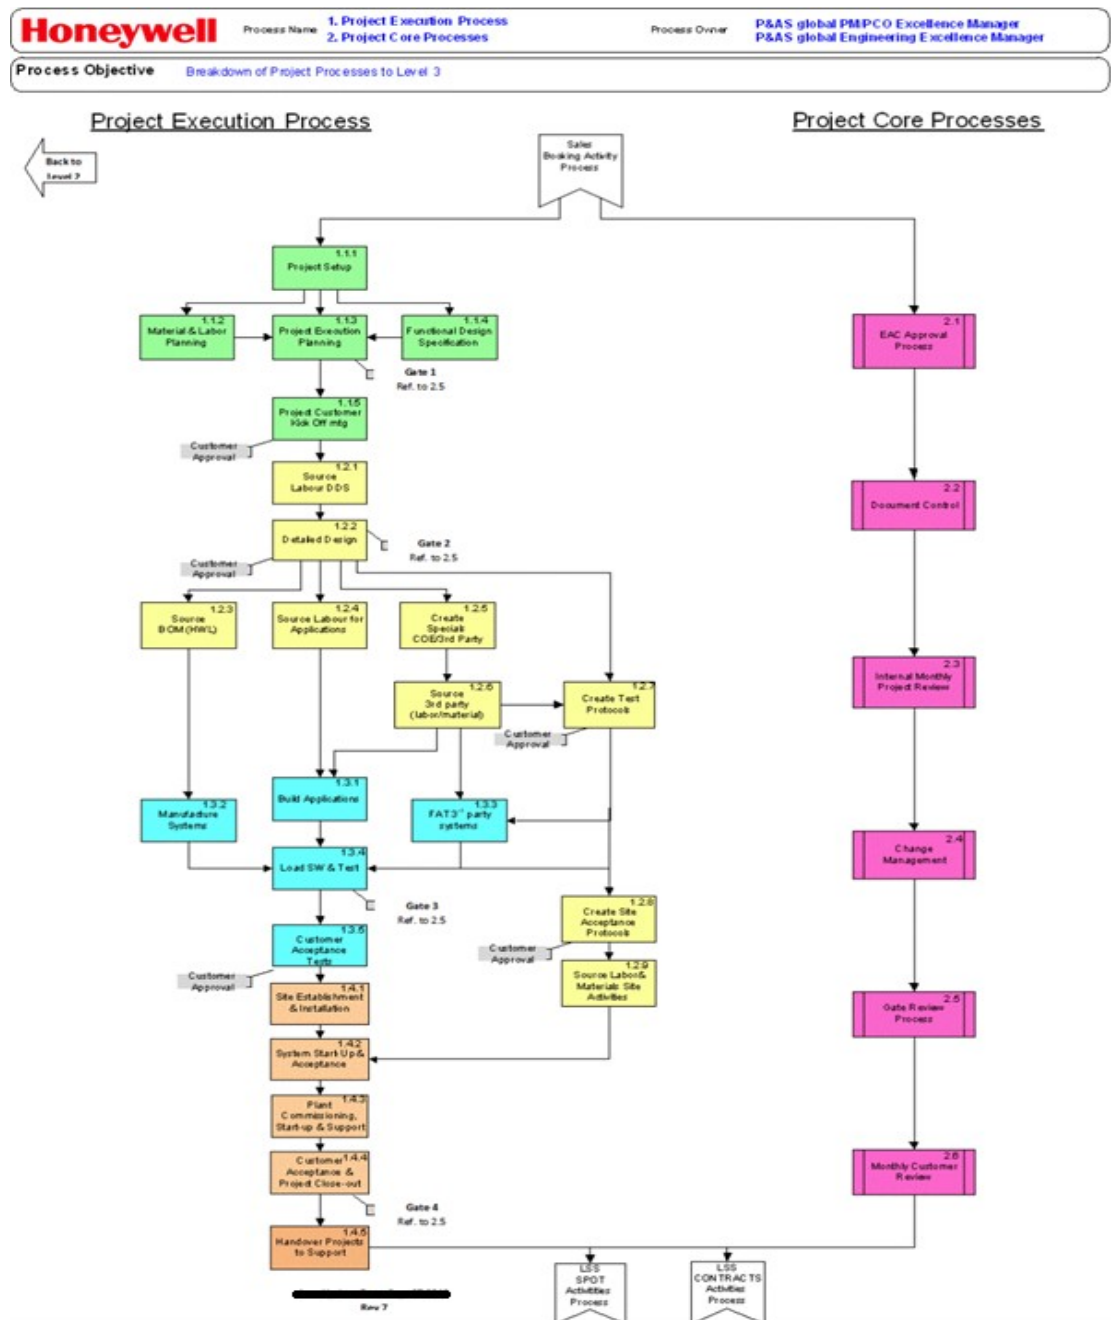 Honeywell
Process Name
1. Project Execution Process
2. Project Core Processes
Process Owner
P&AS global PM/PCO Excellence Manager
P&AS global Engineering Excellence Manager
Process Objective
Breakdown of Project Processes to Level 3
Project Execution Process
Project Core Processes
Back to
level 2
Sales
Booking Activity
Process
1.1.1
Project Setup
1.1.2
Material & Labor
Planning
1.1.3
Project Execution
Planning
1.1.4
Functional Design
Specification
Gate 1
Ref. to 2.5
1.1.5
Project Customer
Kick Off mtg
Customer
Approval
1.2.1
Source
Labour DDS
1.2.2
Detailed Design
Gate 2
Ref. to 2.5
Customer
Approval
1.2.3
Source
BOM (HWL)
1.2.4
Source Labour for
Applications
1.2.5
Create
Specials
COE/3rd Party
1.2.6
Source
3rd party
(labor/material)
1.2.7
Create Test
Protocols
Customer
Approval
1.3.1
Build Applications
1.3.2
Manufacture
Systems
1.3.3
FAT 3rd party
systems
1.3.4
Load SW & Test
Gate 3
Ref. to 2.5
1.2.8
Create Site
Acceptance
Protocols
Customer
Approval
1.3.5
Customer
Acceptance
Tests
Customer
Approval
1.2.9
Source Labor &
Materials Site
Activities
1.4.1
Site Establishment
& Installation
1.4.2
System Start-Up &
Acceptance
1.4.3
Plant
Commissioning,
Start-up & Support
1.4.4
Customer
Acceptance &
Project Close-out
Gate 4
Ref. to 2.5
1.4.5
Handover Projects
to Support
2.1
EAC Approval
Process
2.2
Document Control
2.3
Internal Monthly
Project Review
2.4
Change
Management
2.5
Gate Review
Process
2.6
Monthly Customer
Review
LSS
SPOT
Activities
Process
LSS
CONTRACTS
Activities
Process
Rev 7